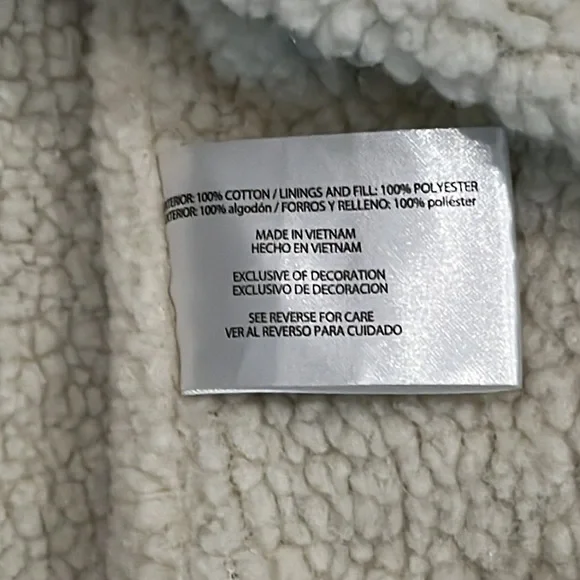 TERIOR: 100% COTTON / LININGS AND FILL: 100% POLYESTER
TERIOR: 100% algodón / FORROS Y RELLENO: 100% poliéster
MADE IN VIETNAM
HECHO EN VIETNAM
EXCLUSIVE OF DECORATION
EXCLUSIVO DE DECORACION
SEE REVERSE FOR CARE
VER AL REVERSO PARA CUIDADO